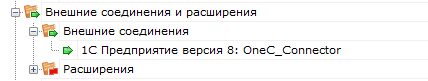 Внешние соединения и расширения
Внешние соединения
1С Предприятие версия 8: OneC_Connector
Расширения